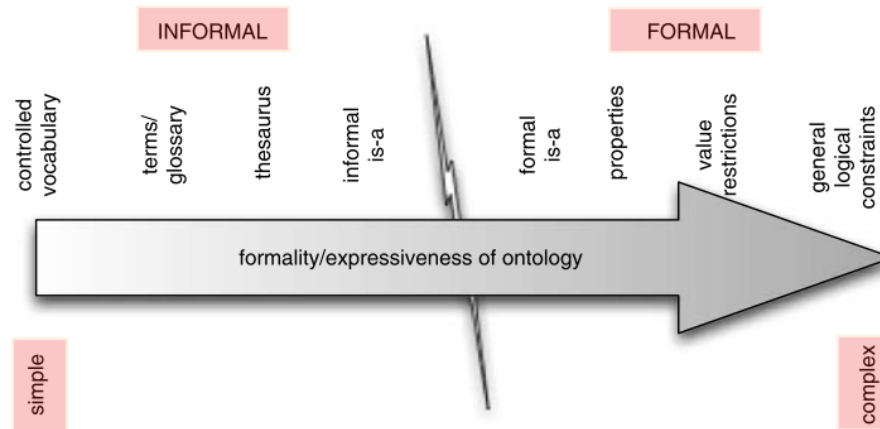 INFORMAL
FORMAL
controlled
vocabulary
terms/
glossary
thesaurus
informal
is-a
formal
is-a
properties
value
restrictions
general
logical
constraints
formality/expressiveness of ontology
simple
complex